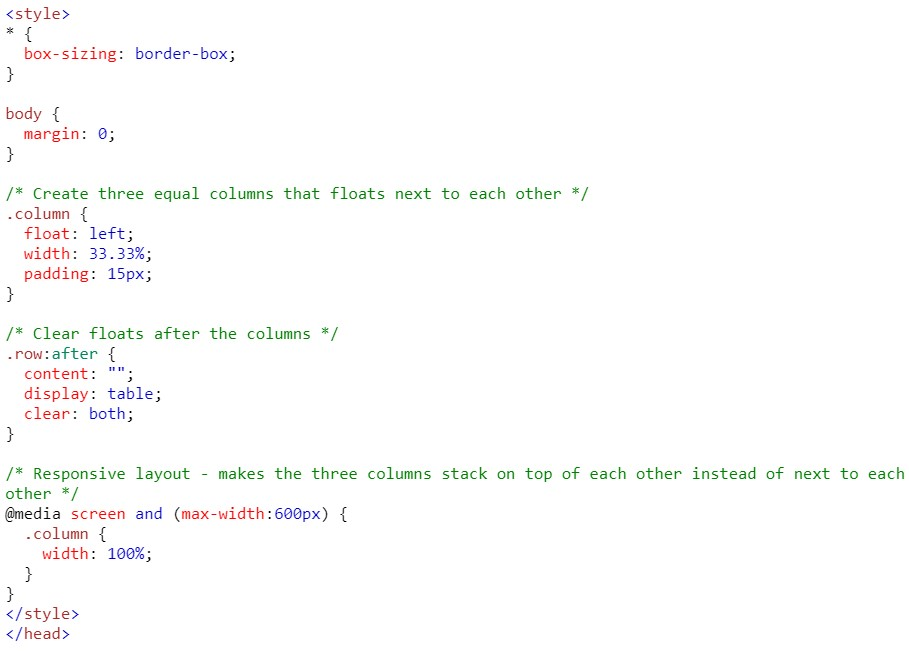 <style>
* {
  box-sizing: border-box;
}

body {
  margin: 0;
}

/* Create three equal columns that floats next to each other */
.column {
  float: left;
  width: 33.33%;
  padding: 15px;
}

/* Clear floats after the columns */
.row:after {
  content: "";
  display: table;
  clear: both;
}

/* Responsive layout - makes the three columns stack on top of each other instead of next to each
other */
@media screen and (max-width:600px) {
  .column {
    width: 100%;
  }
}
</style>
</head>